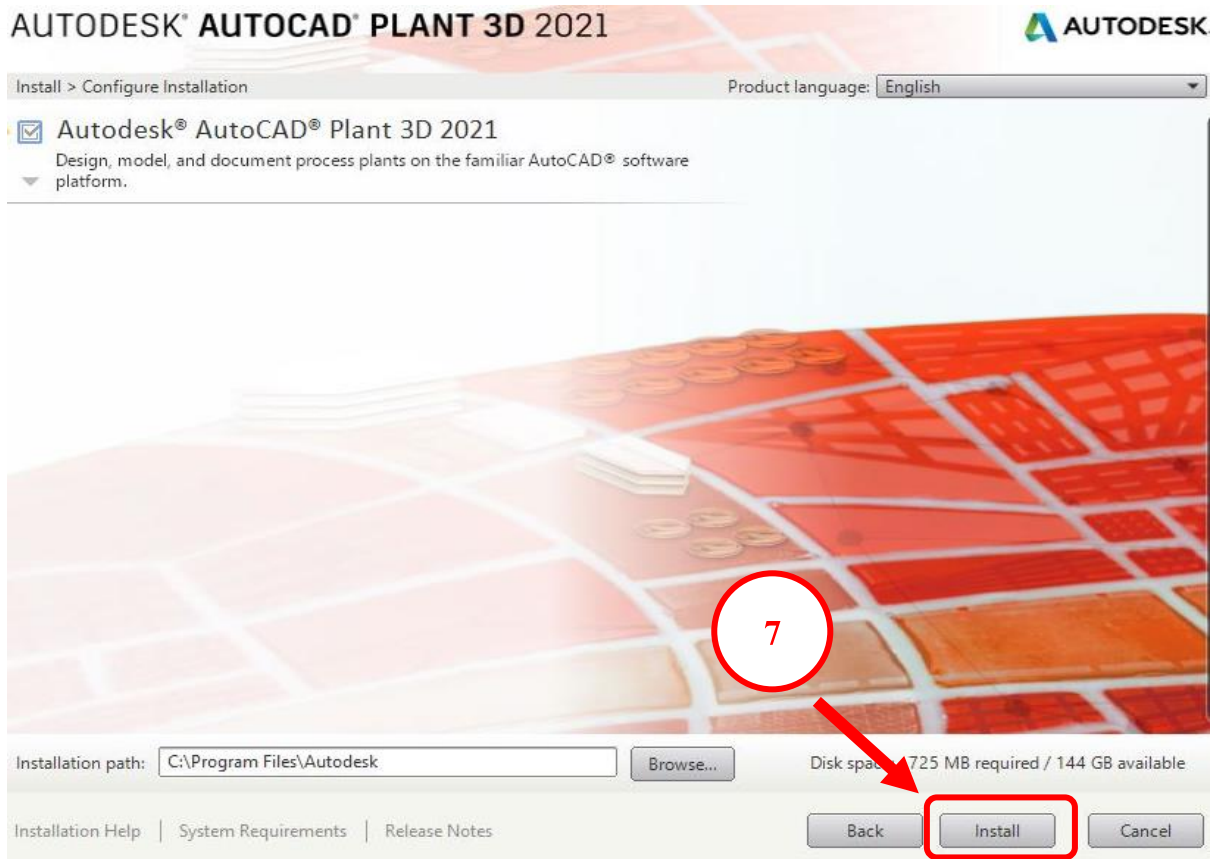 AUTODESK® AUTOCAD® PLANT 3D 2021
AUTODESK.
Install > Configure Installation
Product language: English
Autodesk® AutoCAD® Plant 3D 2021
Design, model, and document process plants on the familiar AutoCAD® software
platform.
7
Installation path: C:\Program Files\Autodesk Browse...
Disk 725 MB required / 144 GB available
Installation Help | System Requirements | Release Notes
Back Install Cancel